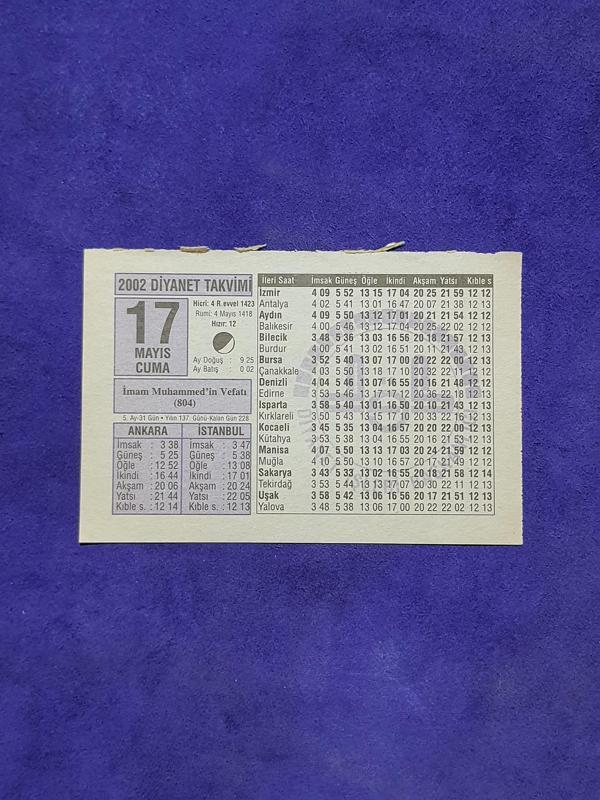 2002 DİYANET TAKVİMİ
17
MAYIS
CUMA
Hicrî: 4 R.evvel 1423
Rumî: 4 Mayıs 1418
Hızır: 12
Ay Doğuş : 9 25
Ay Batış : 0 02
İmam Muhammed'in Vefatı
(804)
5. Ay-31 Gün • Yılın 137. Günü-Kalan Gün 228
ANKARA
İmsak : 3 38
Güneş : 5 25
Öğle : 12 52
İkindi : 16 44
Akşam : 20 06
Yatsı : 21 44
Kıble s. : 12 14
İSTANBUL
İmsak : 3 47
Güneş : 5 38
Öğle : 13 08
İkindi : 17 01
Akşam : 20 24
Yatsı : 22 05
Kıble s. : 12 13
İleri Saat İmsak Güneş Öğle İkindi Akşam Yatsı Kıble s
İzmir 4 09 5 52 13 15 17 04 20 25 21 59 12 12
Antalya 4 02 5 41 13 01 16 47 20 07 21 38 12 13
Aydın 4 09 5 50 13 12 17 01 20 21 21 54 12 12
Balıkesir 4 00 5 46 13 12 17 04 20 25 22 02 12 12
Bilecik 3 48 5 36 13 03 16 56 20 18 21 57 12 13
Burdur 4 00 5 41 13 03 16 51 20 11 21 43 12 13
Bursa 3 52 5 40 13 07 17 00 20 22 22 00 12 13
Çanakkale 4 03 5 50 13 18 17 10 20 32 22 11 12 12
Denizli 4 04 5 46 13 07 16 55 20 16 21 48 12 12
Edirne 3 53 5 46 13 17 17 12 20 36 22 18 12 12
Isparta 3 58 5 40 13 01 16 50 20 10 21 43 12 13
Kırklareli 3 50 5 43 13 15 17 10 20 33 22 16 12 12
Kocaeli 3 45 5 35 13 04 16 57 20 20 22 00 12 13
Kütahya 3 53 5 38 13 04 16 55 20 16 21 53 12 13
Manisa 4 07 5 50 13 13 17 03 20 24 21 59 12 12
Muğla 4 10 5 50 13 10 16 57 20 17 21 49 12 12
Sakarya 3 43 5 33 13 02 16 55 20 18 21 58 12 14
Tekirdağ 3 53 5 44 13 14 17 07 20 30 22 11 12 13
Uşak 3 58 5 42 13 06 16 56 20 17 21 51 12 13
Yalova 3 48 5 38 13 06 17 00 20 22 22 02 12 13